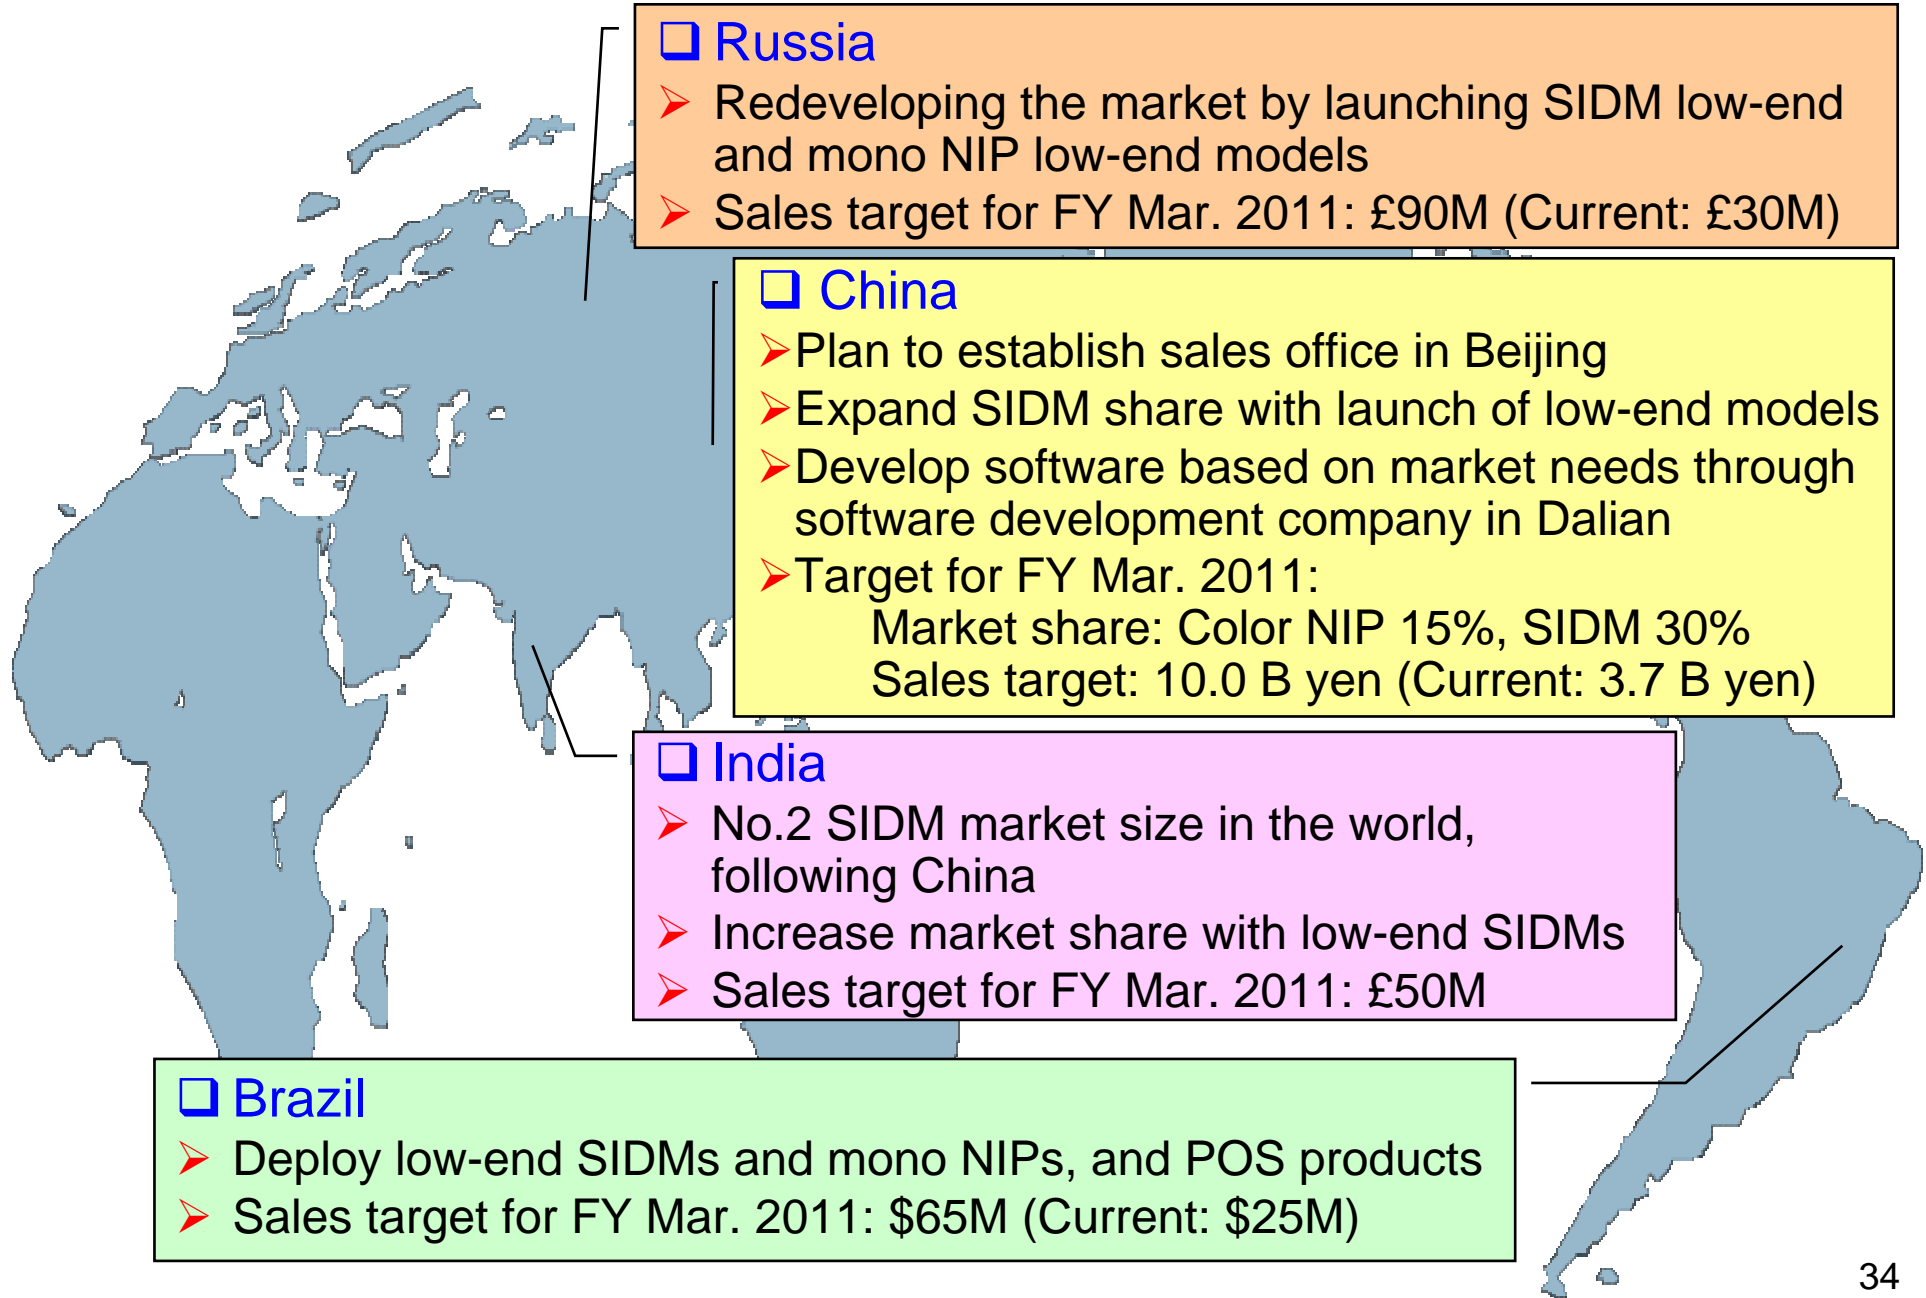 ❑ Russia
➢ Redeveloping the market by launching SIDM low-end
and mono NIP low-end models
➢ Sales target for FY Mar. 2011: £90M (Current: £30M)
❑ China
➢Plan to establish sales office in Beijing
➢Expand SIDM share with launch of low-end models
➢Develop software based on market needs through
software development company in Dalian
➢Target for FY Mar. 2011:
Market share: Color NIP 15%, SIDM 30%
Sales target: 10.0 B yen (Current: 3.7 B yen)
❑ India
➢ No.2 SIDM market size in the world,
following China
➢ Increase market share with low-end SIDMs
➢ Sales target for FY Mar. 2011: £50M
❑ Brazil
➢ Deploy low-end SIDMs and mono NIPs, and POS products
➢ Sales target for FY Mar. 2011: $65M (Current: $25M)
34